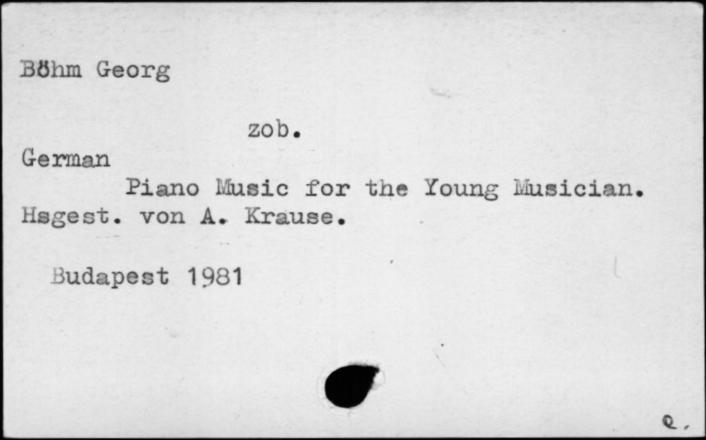 Böhm Georg
zob.
German
Piano Music for the Young Musician.
Hsgest. von A. Krause.
Budapest 1981